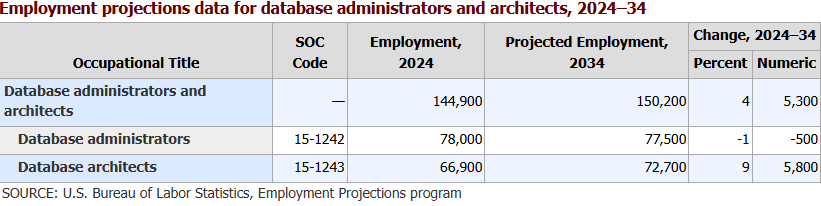 Employment projections data for database administrators and architects, 2024–34
Occupational Title SOC Code Employment, 2024 Projected Employment, 2034 Change, 2024–34
Percent Numeric
Database administrators and architects — 144,900 150,200 4 5,300
Database administrators 15-1242 78,000 77,500 -1 -500
Database architects 15-1243 66,900 72,700 9 5,800
SOURCE: U.S. Bureau of Labor Statistics, Employment Projections program